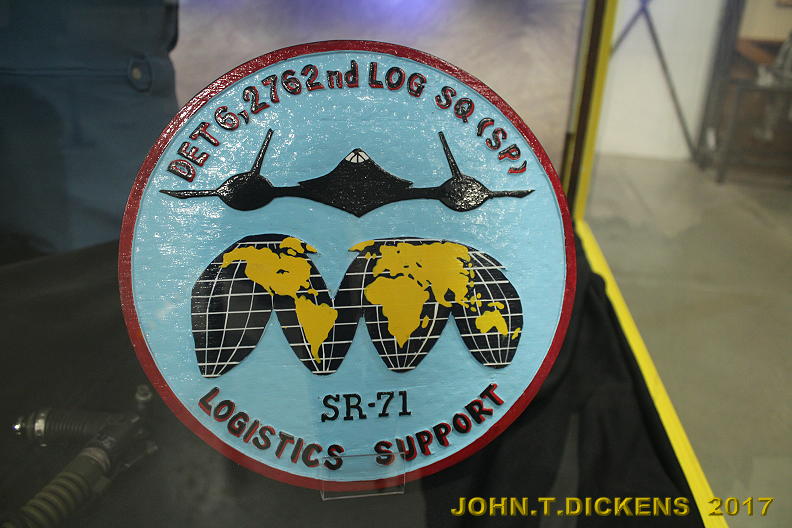 DET 6, 2762nd LOG SQ (SP)
SR-71
LOGISTICS SUPPORT
JOHN.T.DICKENS 2017